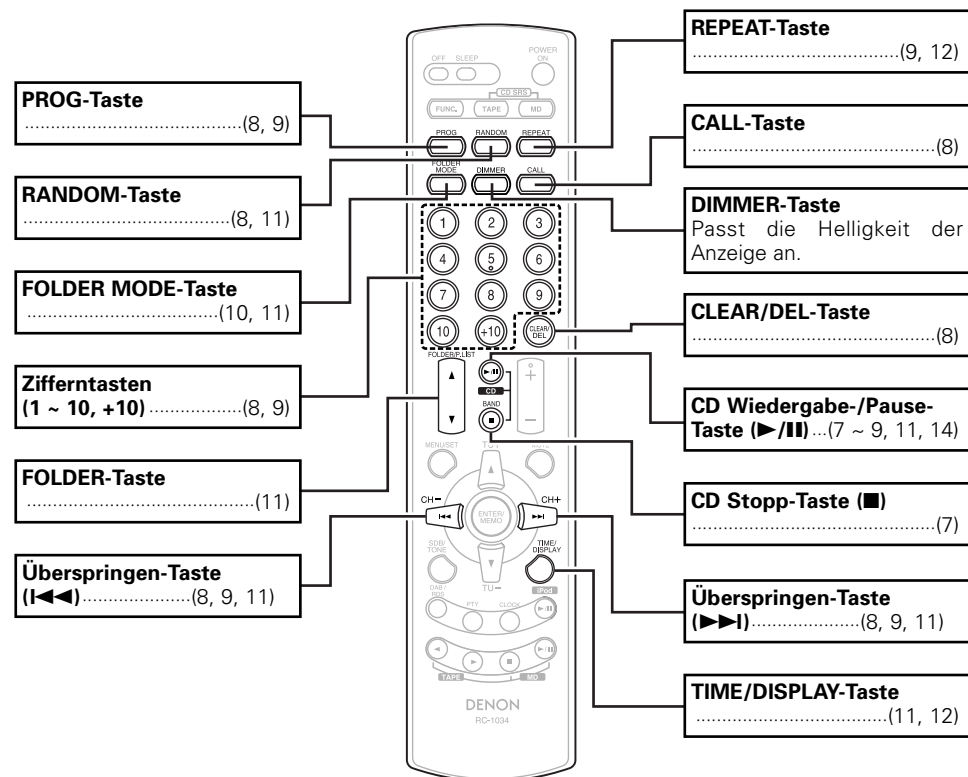 PROG-Taste
......................................(8, 9)
RANDOM-Taste
....................................(8, 11)
FOLDER MODE-Taste
.................................(10, 11)
Zifferntasten
(1 ~ 10, +10)................(8, 9)
FOLDER-Taste
........................................(11)
Überspringen-Taste
(I◀◀)...................(8, 9, 11)
OFF SLEEP
POWER
ON
CD SRS
FUNC. TAPE MD
PROG RANDOM REPEAT
FOLDER
MODE DIMMER CALL
1 2 3
4 5 6
7 8 9
10 +10 CLEAR/
DEL
FOLDER/P.LIST
▲ ▶/II +
CD
BAND
▼ ■ −
MENU/SET TU+ MUTE
▲
CH− CH+
I◀◀ ENTER/
MEMO ▶▶I
SDB/
TONE TIME/
DISPLAY
▼
TU−
DAB/
RDS PTY CLOCK iPod
▶/II
◀ ▶ ■ ▶/II
TAPE MD
DENON
RC-1034
REPEAT-Taste
.....................................(9, 12)
CALL-Taste
...........................................(8)
DIMMER-Taste
Passt die Helligkeit der
Anzeige an.
CLEAR/DEL-Taste
...........................................(8)
CD Wiedergabe-/Pause-
Taste (▶/II)...(7 ~ 9, 11, 14)
CD Stopp-Taste (■)
...........................................(7)
Überspringen-Taste
(▶▶I)...................(8, 9, 11)
TIME/DISPLAY-Taste
...................................(11, 12)